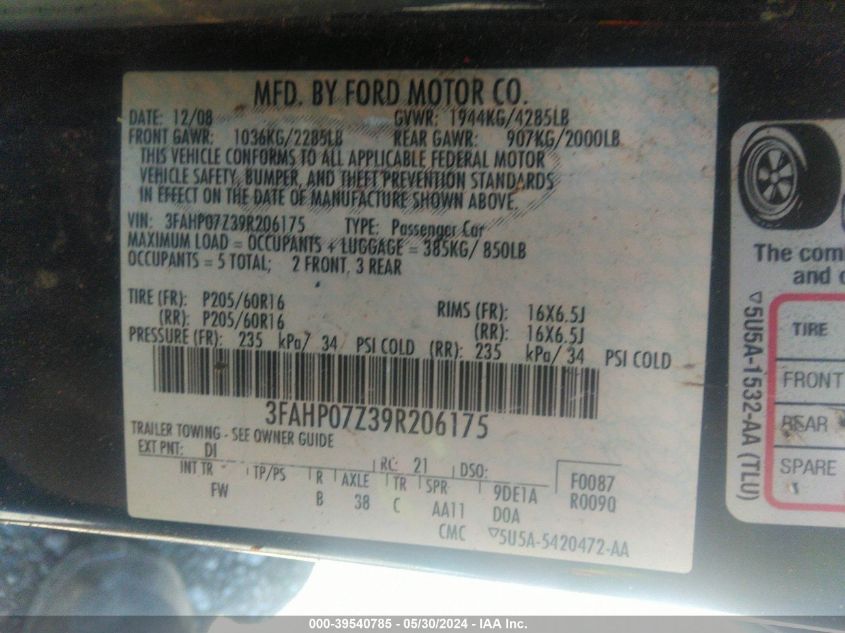 MFD. BY FORD MOTOR CO.
DATE: 12/08 GVWR: 1944KG/4285LB
FRONT GAWR: 1036KG/2285LB REAR GAWR: 907KG/2000LB
THIS VEHICLE CONFORMS TO ALL APPLICABLE FEDERAL MOTOR
VEHICLE SAFETY, BUMPER, AND THEFT PREVENTION STANDARDS
IN EFFECT ON THE DATE OF MANUFACTURE SHOWN ABOVE.
VIN: 3FAHP07Z39R206175 TYPE: Passenger Car
MAXIMUM LOAD = OCCUPANTS + LUGGAGE = 385KG/ 850LB
OCCUPANTS = 5 TOTAL; 2 FRONT, 3 REAR
TIRE (FR): P205/60R16 RIMS (FR): 16X6.5J
(RR): P205/60R16 (RR): 16X6.5J
PRESSURE (FR): 235 kPa/ 34 PSI COLD (RR): 235 kPa/ 34 PSI COLD
3FAHP07Z39R206175
TRAILER TOWING - SEE OWNER GUIDE
EXT PNT: DI RC: 21 DSO: F0087
INT TR TP/PS R AXLE TR SPR 9DE1A R0090
FW B 38 C AA11 D0A
CMC 5U5A-5420472-AA
The com
and
TIRE
FRONT
REAR
SPARE
5U5A-1532-AA (TLU)
000-39540785 - 05/30/2024 - IAA Inc.